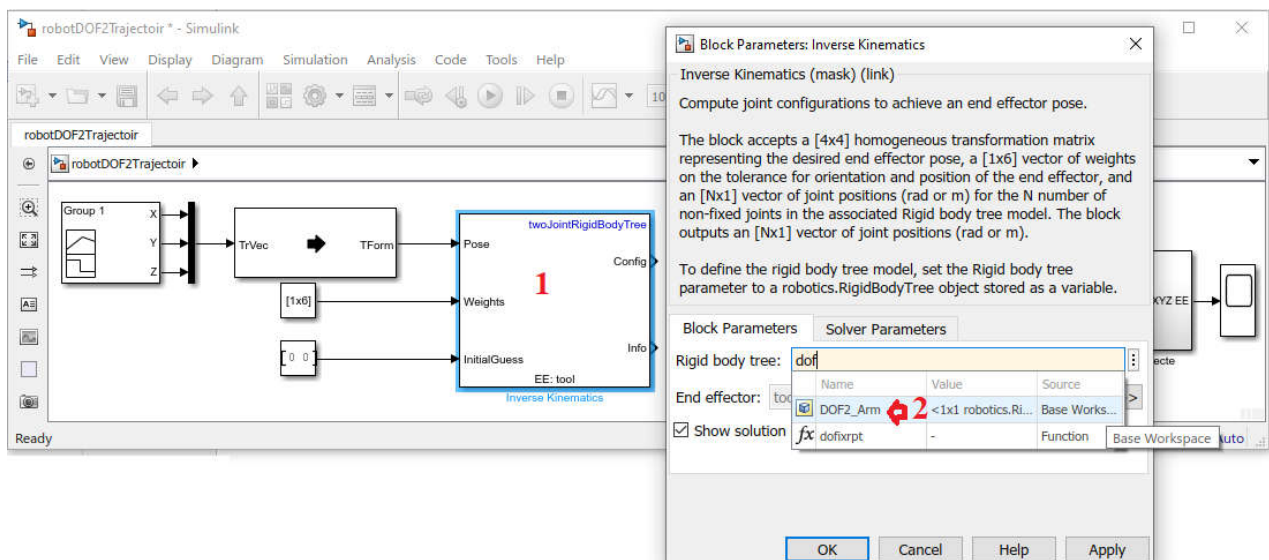 robotDOF2Trajectoir * - Simulink
File Edit View Display Diagram Simulation Analysis Code Tools Help
10
robotDOF2Trajectoir
robotDOF2Trajectoir
Group 1
X
Y
Z
TrVec
TForm
[1x6]
[ 0 0 ]
twoJointRigidBodyTree
Pose
Config
1
Weights
Info
InitialGuess
EE: tool
Inverse Kinematics
XYZ EE
ecte
Ready
Auto
Block Parameters: Inverse Kinematics
Inverse Kinematics (mask) (link)
Compute joint configurations to achieve an end effector pose.
The block accepts a [4x4] homogeneous transformation matrix
representing the desired end effector pose, a [1x6] vector of weights
on the tolerance for orientation and position of the end effector, and
an [Nx1] vector of joint positions (rad or m) for the N number of
non-fixed joints in the associated Rigid body tree model. The block
outputs an [Nx1] vector of joint positions (rad or m).
To define the rigid body tree model, set the Rigid body tree
parameter to a robotics.RigidBodyTree object stored as a variable.
Block Parameters Solver Parameters
Rigid body tree: dof
Name Value Source
End effector: too
DOF2_Arm 2 <1x1 robotics.Ri... Base Works...
Show solution
fx dofixrpt - Function
Base Workspace
OK Cancel Help Apply